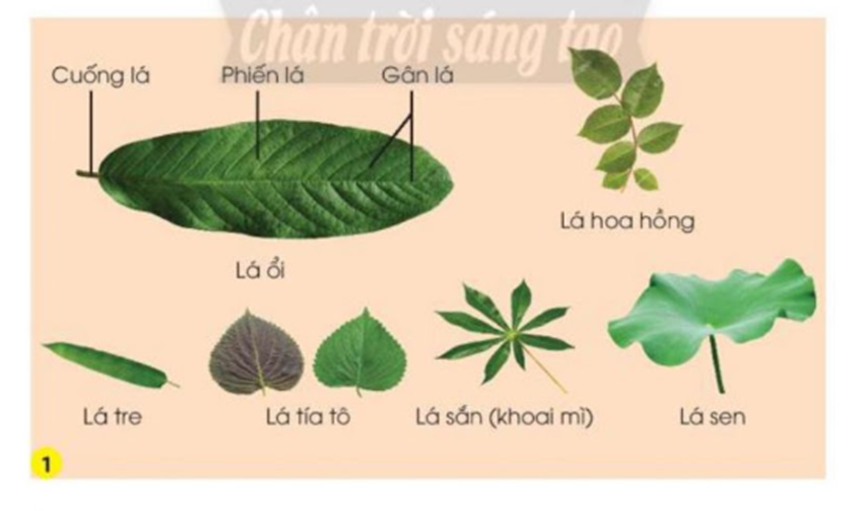 Chân trời sáng tạo
Cuống lá
Phiến lá
Gân lá
Lá hoa hồng
Lá ổi
Lá tre
Lá tía tô
Lá sắn (khoai mì)
Lá sen
1